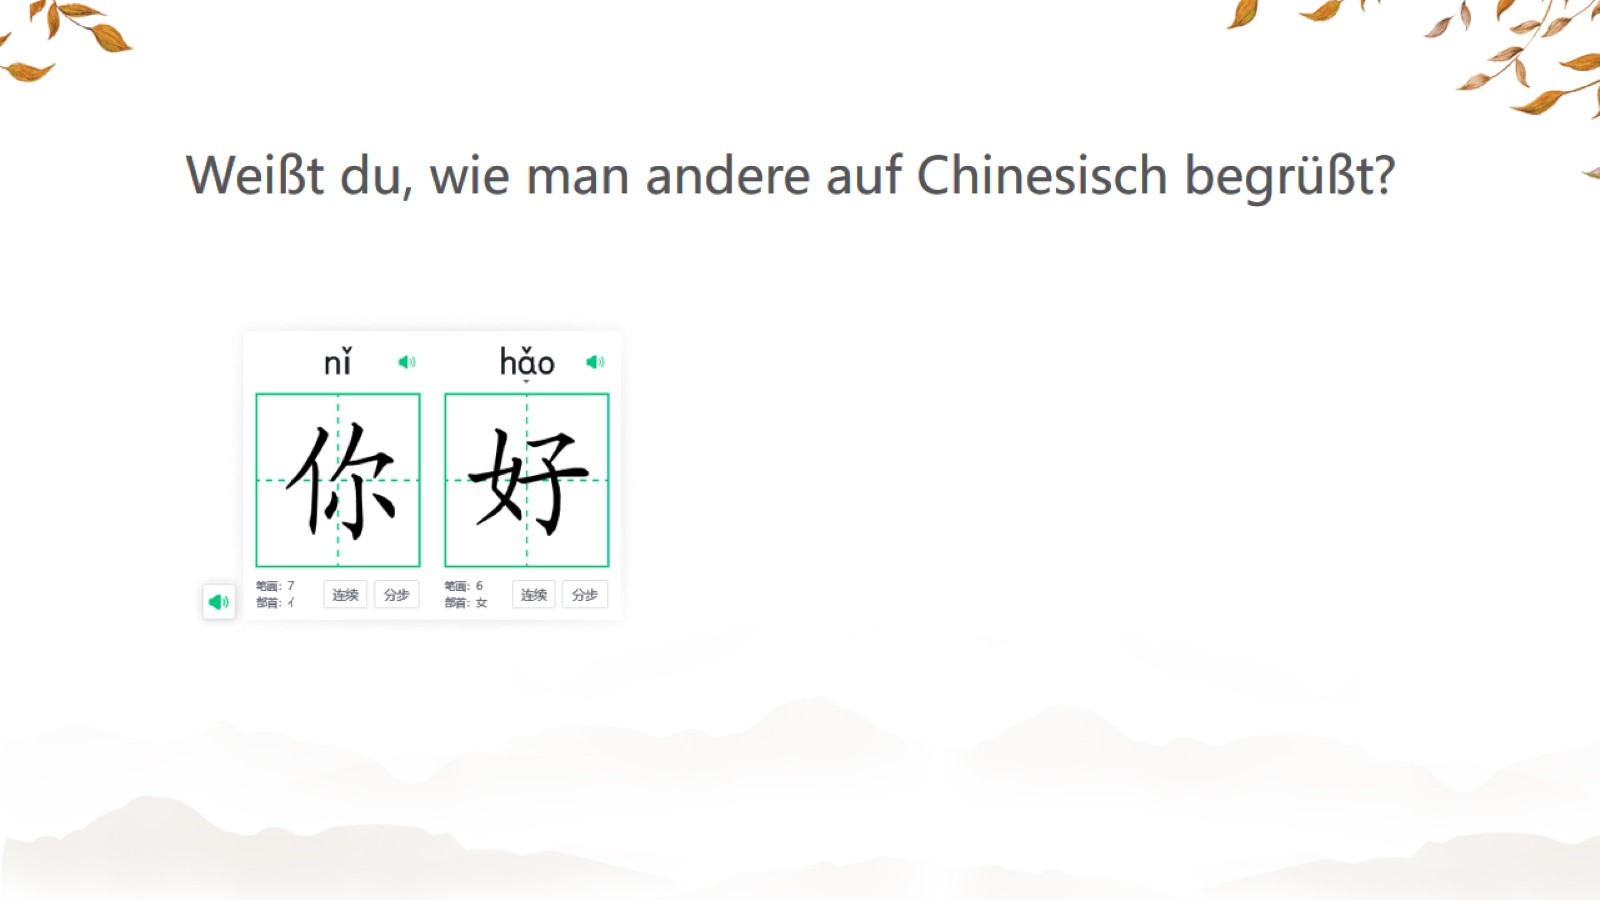 Weißt du, wie man andere auf Chinesisch begrüßt?
nǐ hǎo
你 好
笔画: 7 连续 分步 笔画: 6 连续 分步
部首: 亻 部首: 女